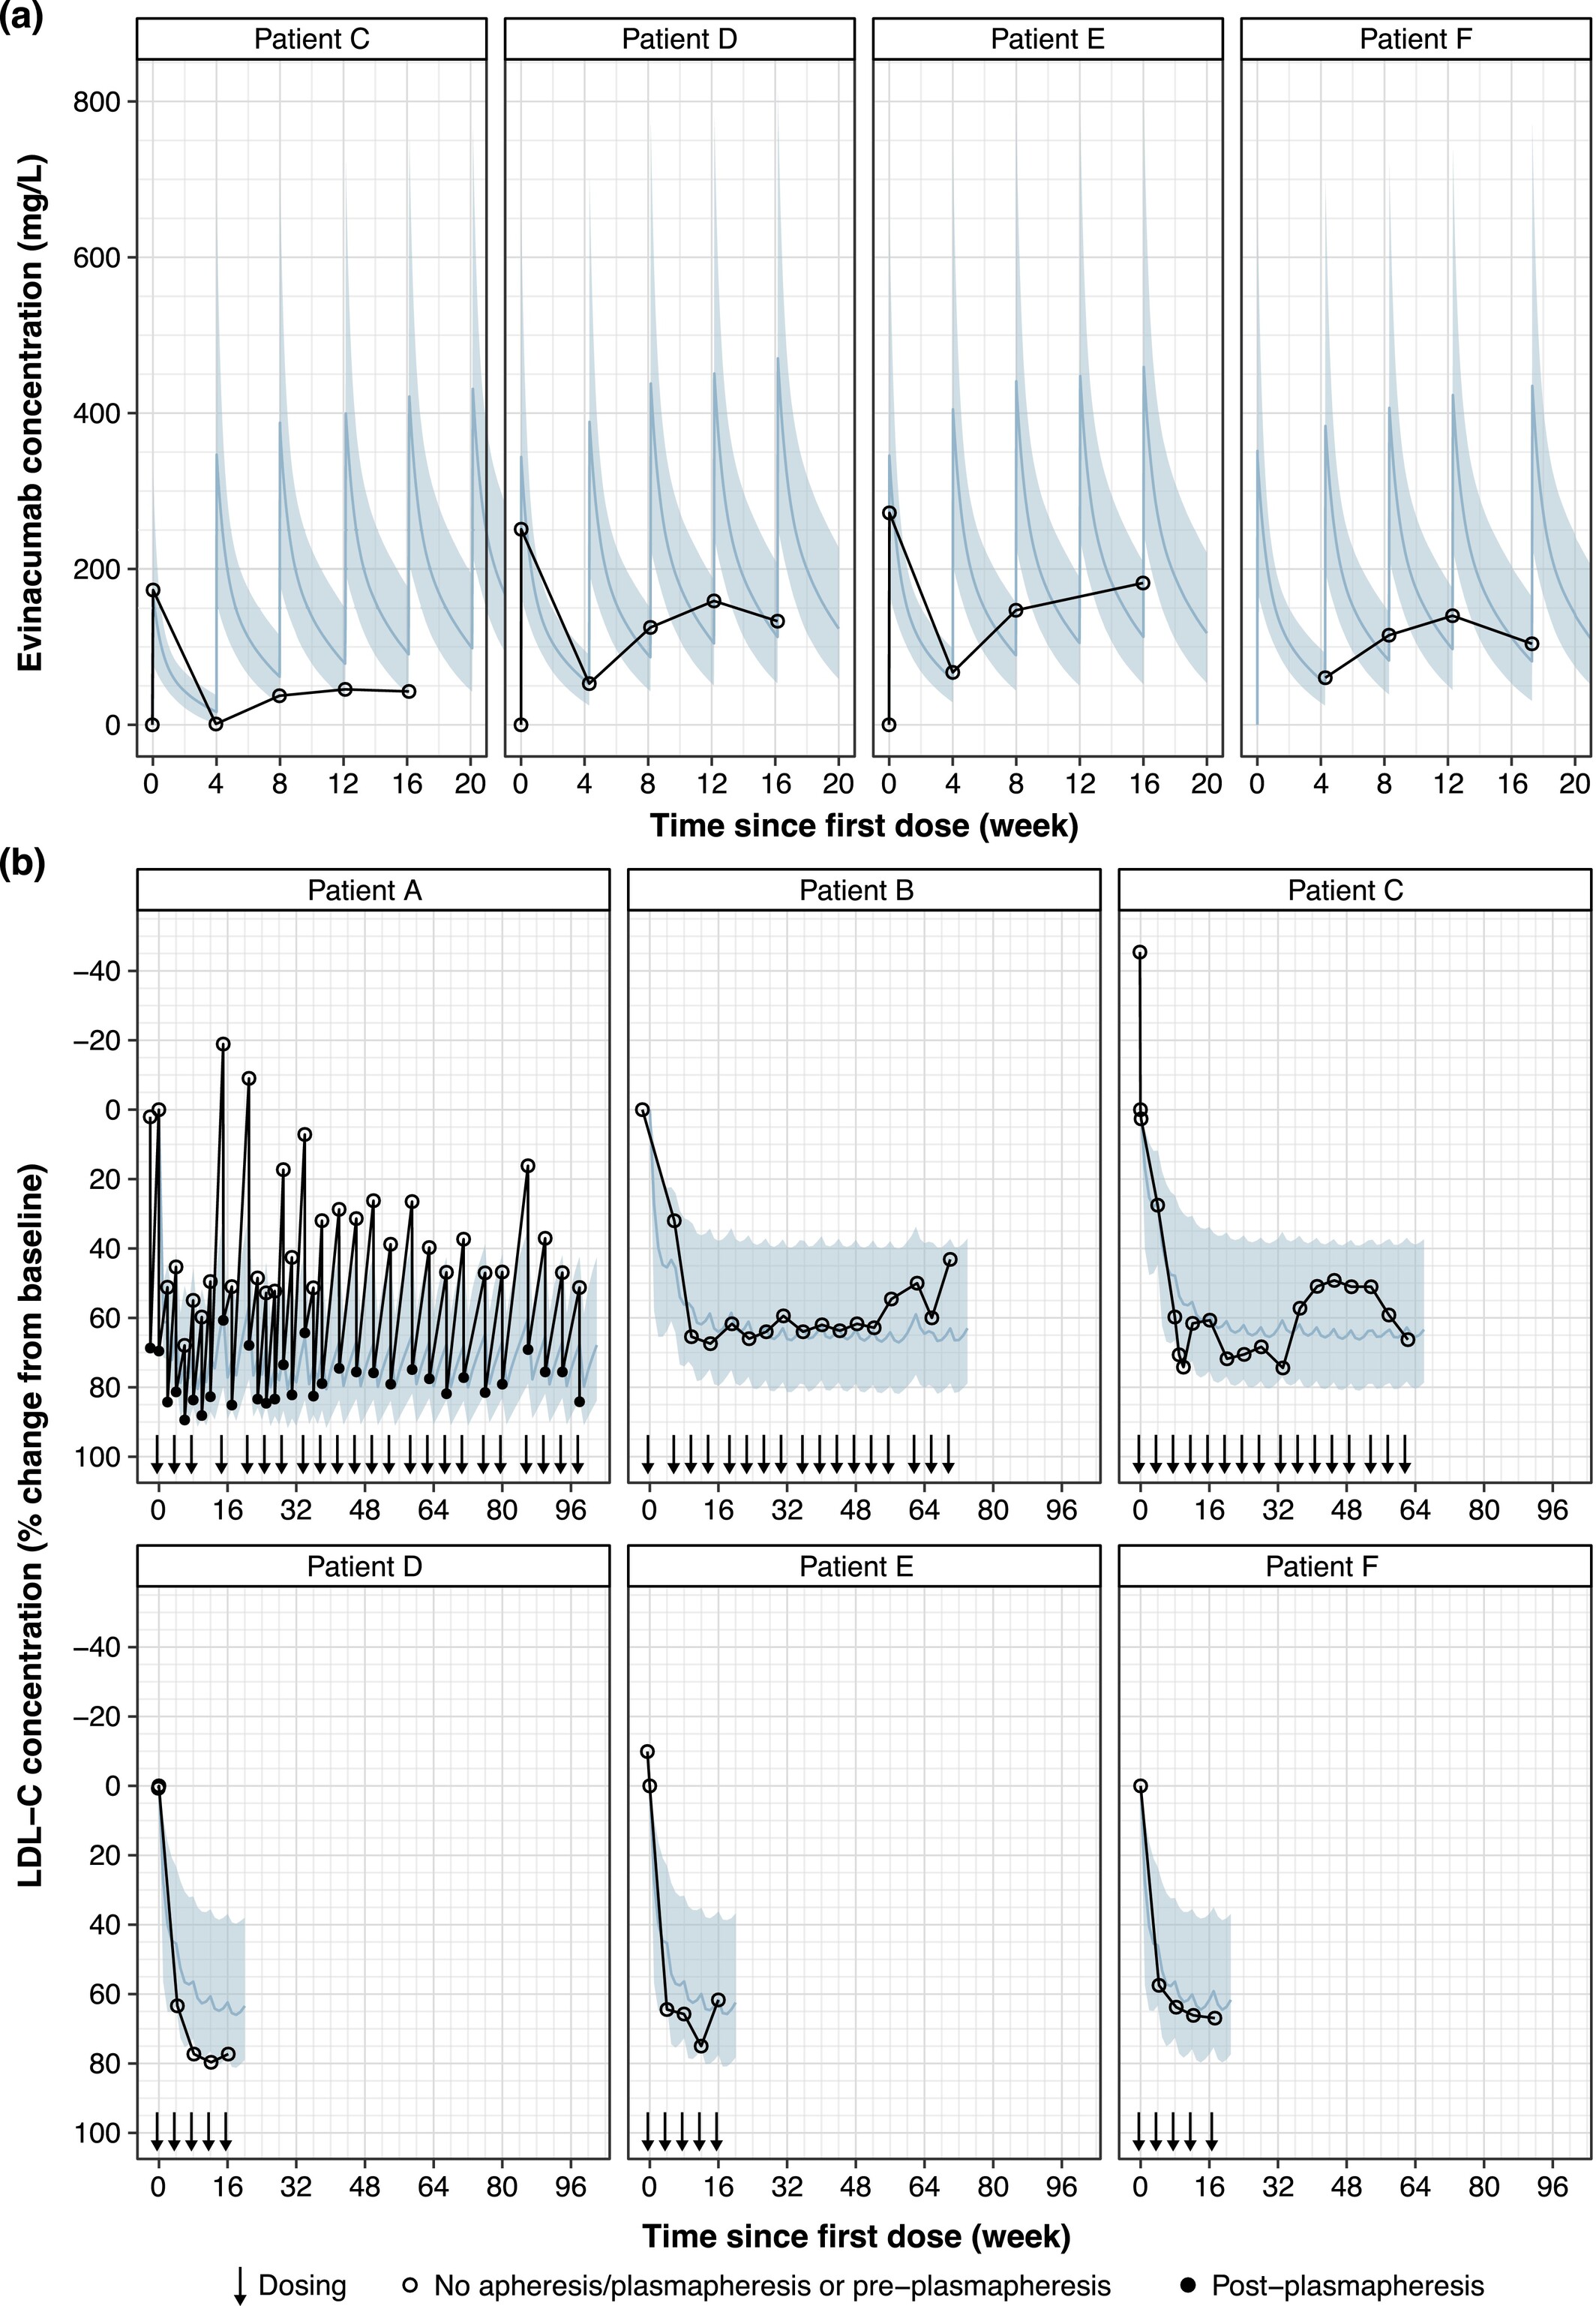 (a)
Patient C
Patient D
Patient E
Patient F
Evinacumab concentration (mg/L)
800
600
400
200
0
0 4 8 12 16 20
0 4 8 12 16 20
0 4 8 12 16 20
0 4 8 12 16 20
Time since first dose (week)
(b)
LDL−C concentration (% change from baseline)
Patient A
Patient B
Patient C
−40
−20
0
20
40
60
80
100
0 16 32 48 64 80 96
0 16 32 48 64 80 96
0 16 32 48 64 80 96
Patient D
Patient E
Patient F
−40
−20
0
20
40
60
80
100
0 16 32 48 64 80 96
0 16 32 48 64 80 96
0 16 32 48 64 80 96
Time since first dose (week)
Dosing
No apheresis/plasmapheresis or pre−plasmapheresis
Post−plasmapheresis